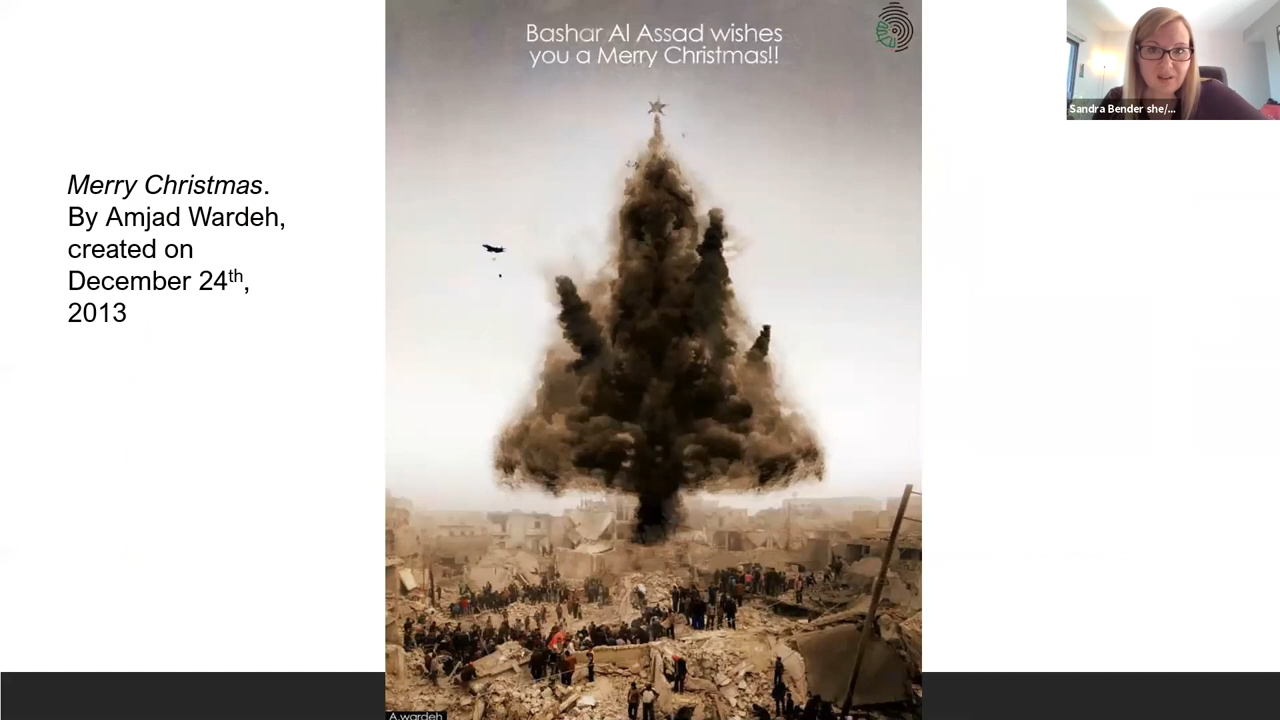 Bashar Al Assad wishes
you a Merry Christmas!!
Merry Christmas.
By Amjad Wardeh,
created on
December 24th,
2013
Sandra Bender she/...
A.wardeh